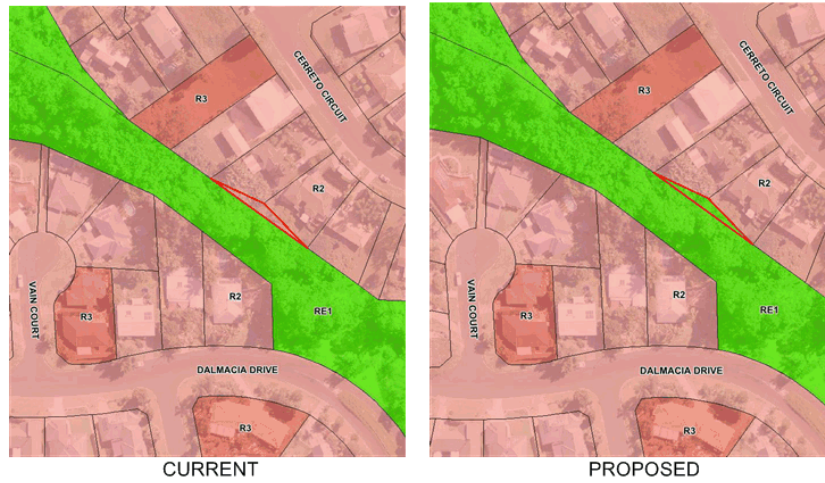 R3
CERRETO CIRCUIT
R2
VAIN COURT
R3
R2
RE1
DALMACIA DRIVE
R3
CURRENT
R3
CERRETO CIRCUIT
R2
VAIN COURT
R3
R2
RE1
DALMACIA DRIVE
R3
PROPOSED